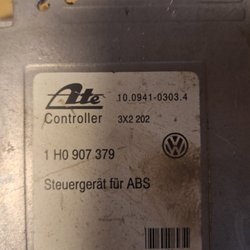 Ate 10.0941-0303.4
Controller 3X2 202
1 H0 907 379
Steuergerät für ABS